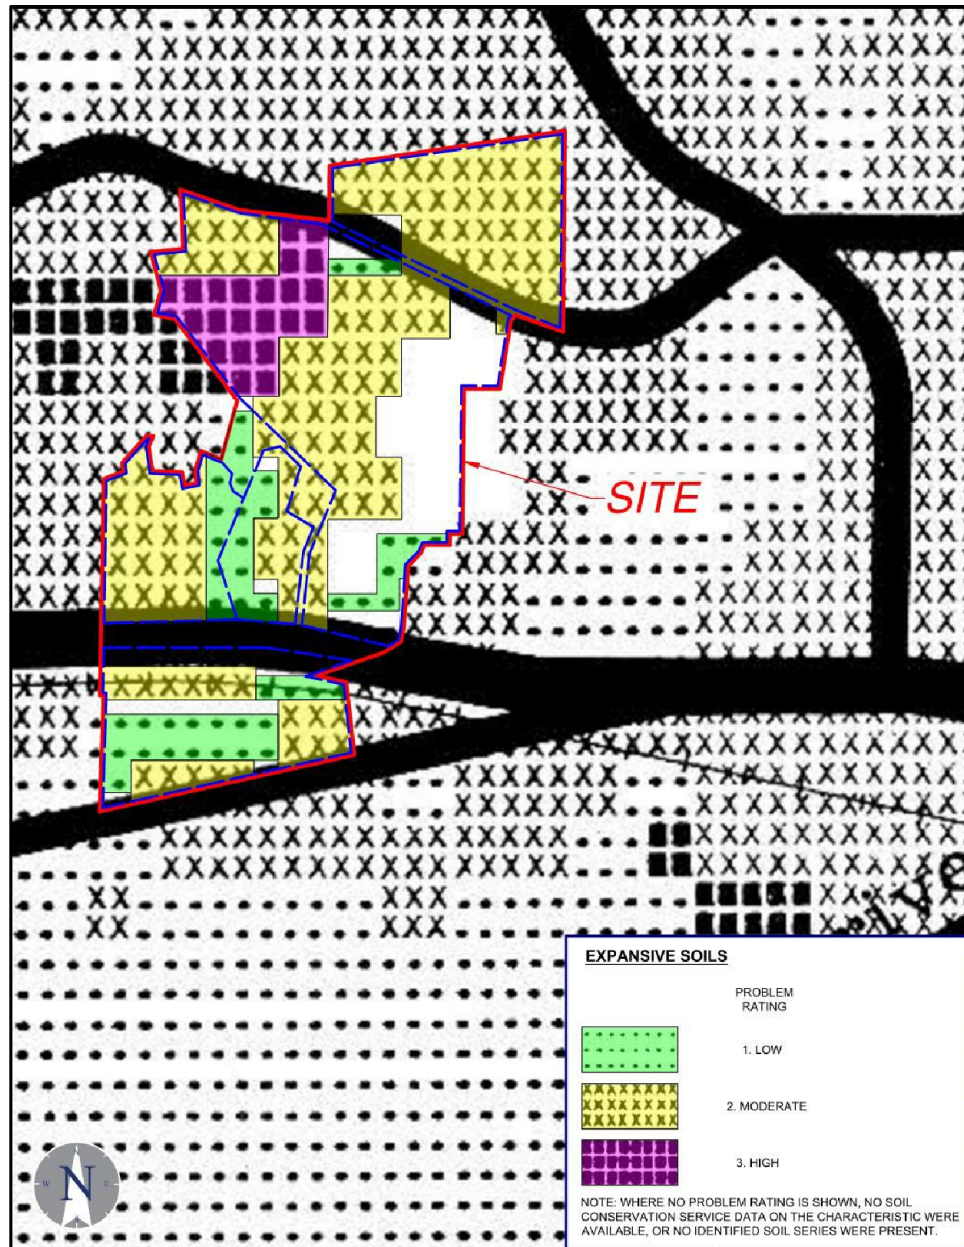 SITE
ive
EXPANSIVE SOILS
PROBLEM
RATING
1. LOW
2. MODERATE
3. HIGH
NOTE: WHERE NO PROBLEM RATING IS SHOWN, NO SOIL
CONSERVATION SERVICE DATA ON THE CHARACTERISTIC WERE
AVAILABLE, OR NO IDENTIFIED SOIL SERIES WERE PRESENT.
N
W E